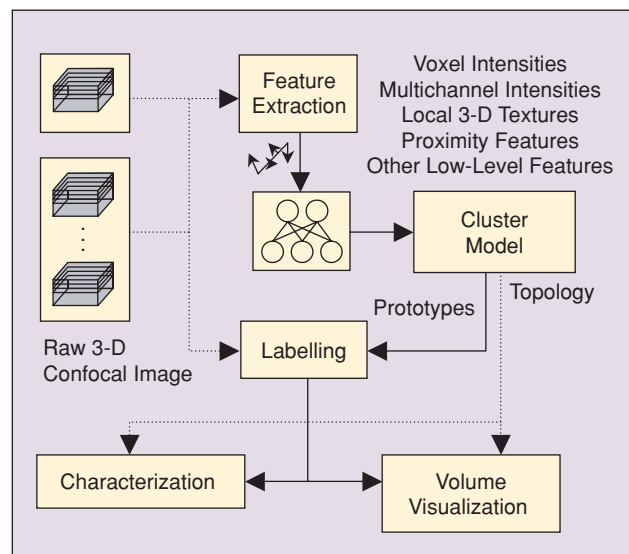 Feature
Extraction
Voxel Intensities
Multichannel Intensities
Local 3-D Textures
Proximity Features
Other Low-Level Features
Cluster
Model
Prototypes
Topology
Raw 3-D
Confocal Image
Labelling
Characterization
Volume
Visualization